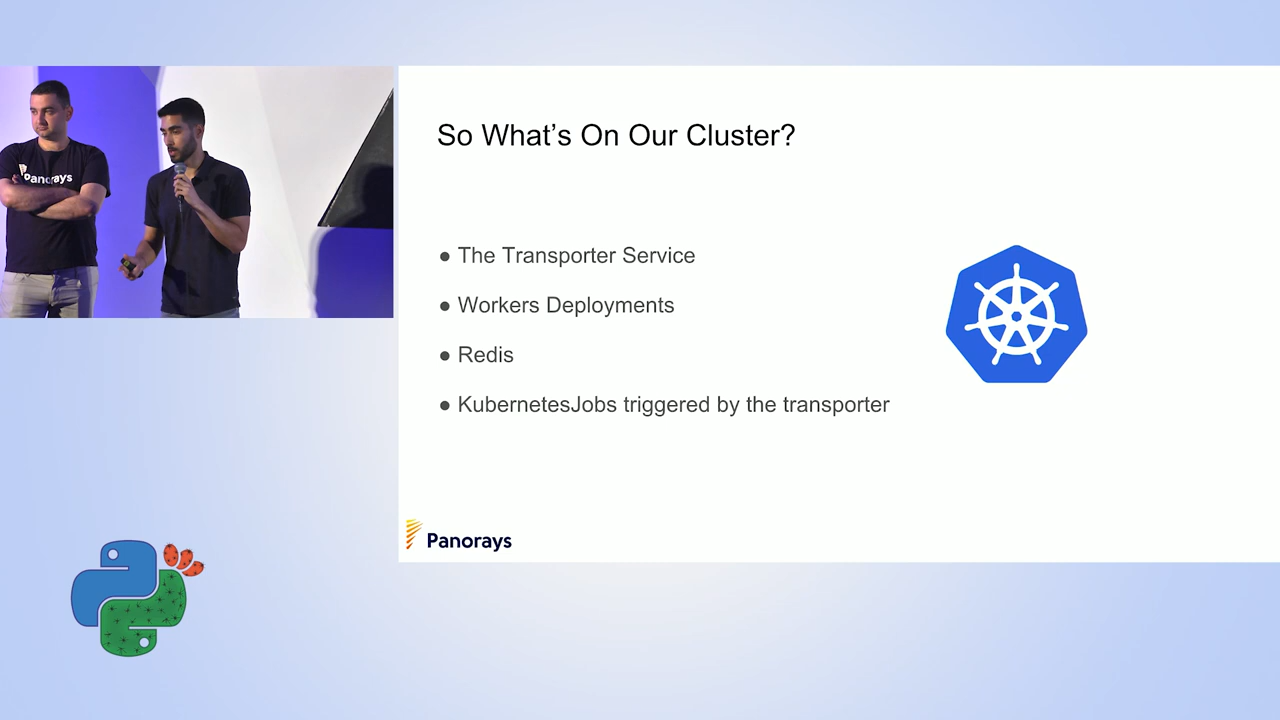 Panorays
So What's On Our Cluster?
● The Transporter Service
● Workers Deployments
● Redis
● KubernetesJobs triggered by the transporter
Panorays